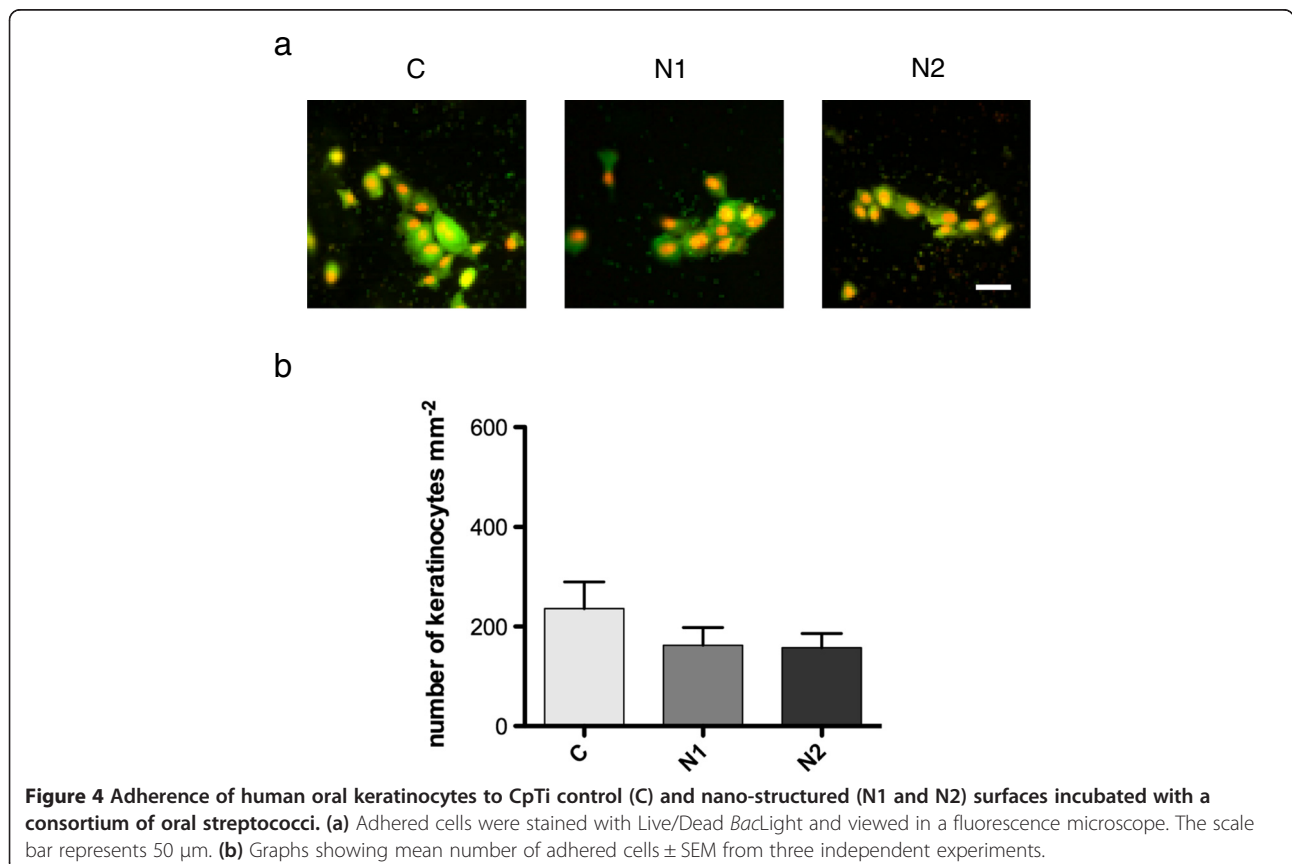 a
C N1 N2
b
number of keratinocytes mm-2
600
400
200
0
C N1 N2
Figure 4 Adherence of human oral keratinocytes to CpTi control (C) and nano-structured (N1 and N2) surfaces incubated with a
consortium of oral streptococci. (a) Adhered cells were stained with Live/Dead BacLight and viewed in a fluorescence microscope. The scale
bar represents 50 μm. (b) Graphs showing mean number of adhered cells ± SEM from three independent experiments.